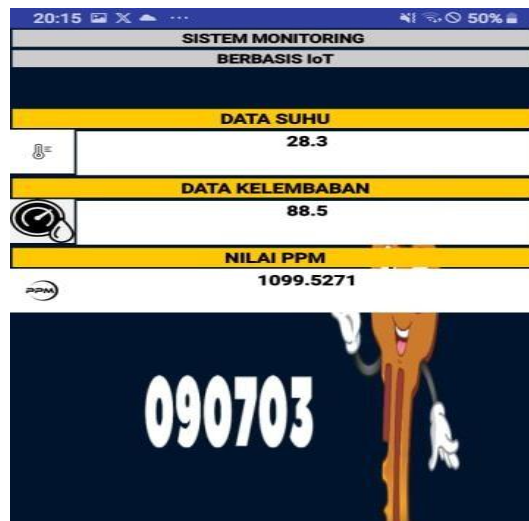 20:15 ... 50%
SISTEM MONITORING
BERBASIS IoT
DATA SUHU
28.3
DATA KELEMBABAN
88.5
NILAI PPM
PPM
1099.5271
090703